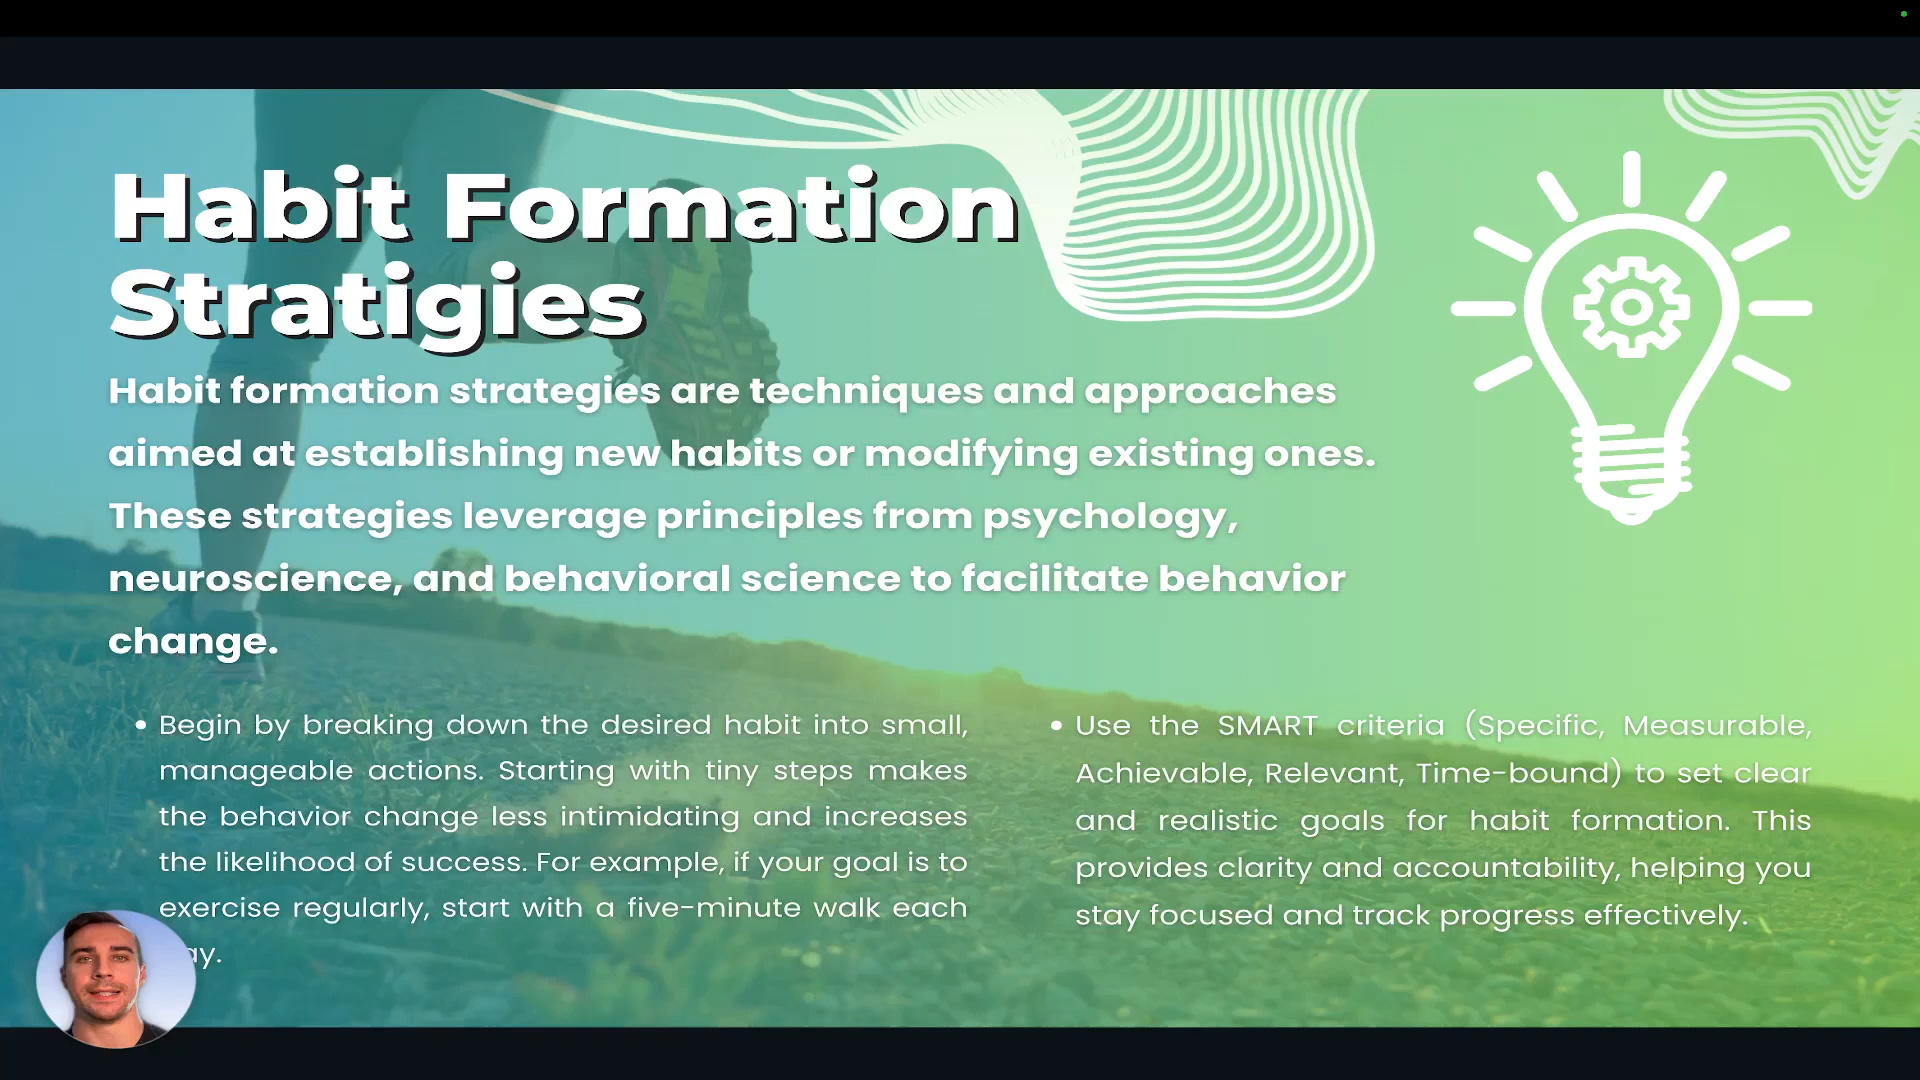 Habit Formation
Stratigies
Habit formation strategies are techniques and approaches
aimed at establishing new habits or modifying existing ones.
These strategies leverage principles from psychology,
neuroscience, and behavioral science to facilitate behavior
change.
• Begin by breaking down the desired habit into small,
manageable actions. Starting with tiny steps makes
the behavior change less intimidating and increases
the likelihood of success. For example, if your goal is to
exercise regularly, start with a five-minute walk each
ay.
• Use the SMART criteria (Specific, Measurable,
Achievable, Relevant, Time-bound) to set clear
and realistic goals for habit formation. This
provides clarity and accountability, helping you
stay focused and track progress effectively.